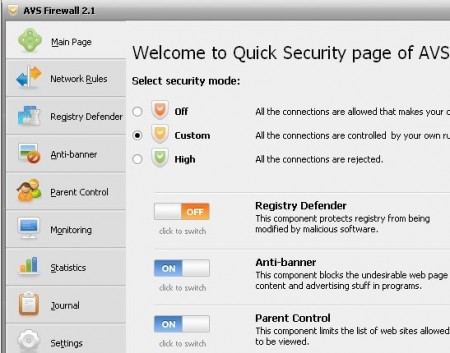 AVS Firewall 2.1
Main Page
Network Rules
Registry Defender
Anti-banner
Parent Control
Monitoring
Statistics
Journal
Settings
Welcome to Quick Security page of AVS
Select security mode:
Off All the connections are allowed that makes your
Custom All the connections are controlled by your own ru
High All the connections are rejected.
OFF
click to switch
Registry Defender
This component protects registry from being
modified by malicious software.
ON
click to switch
Anti-banner
This component blocks the undesirable web page
content and advertising stuff in programs.
ON
click to switch
Parent Control
This component limits the list of web sites allowed
to be viewed.